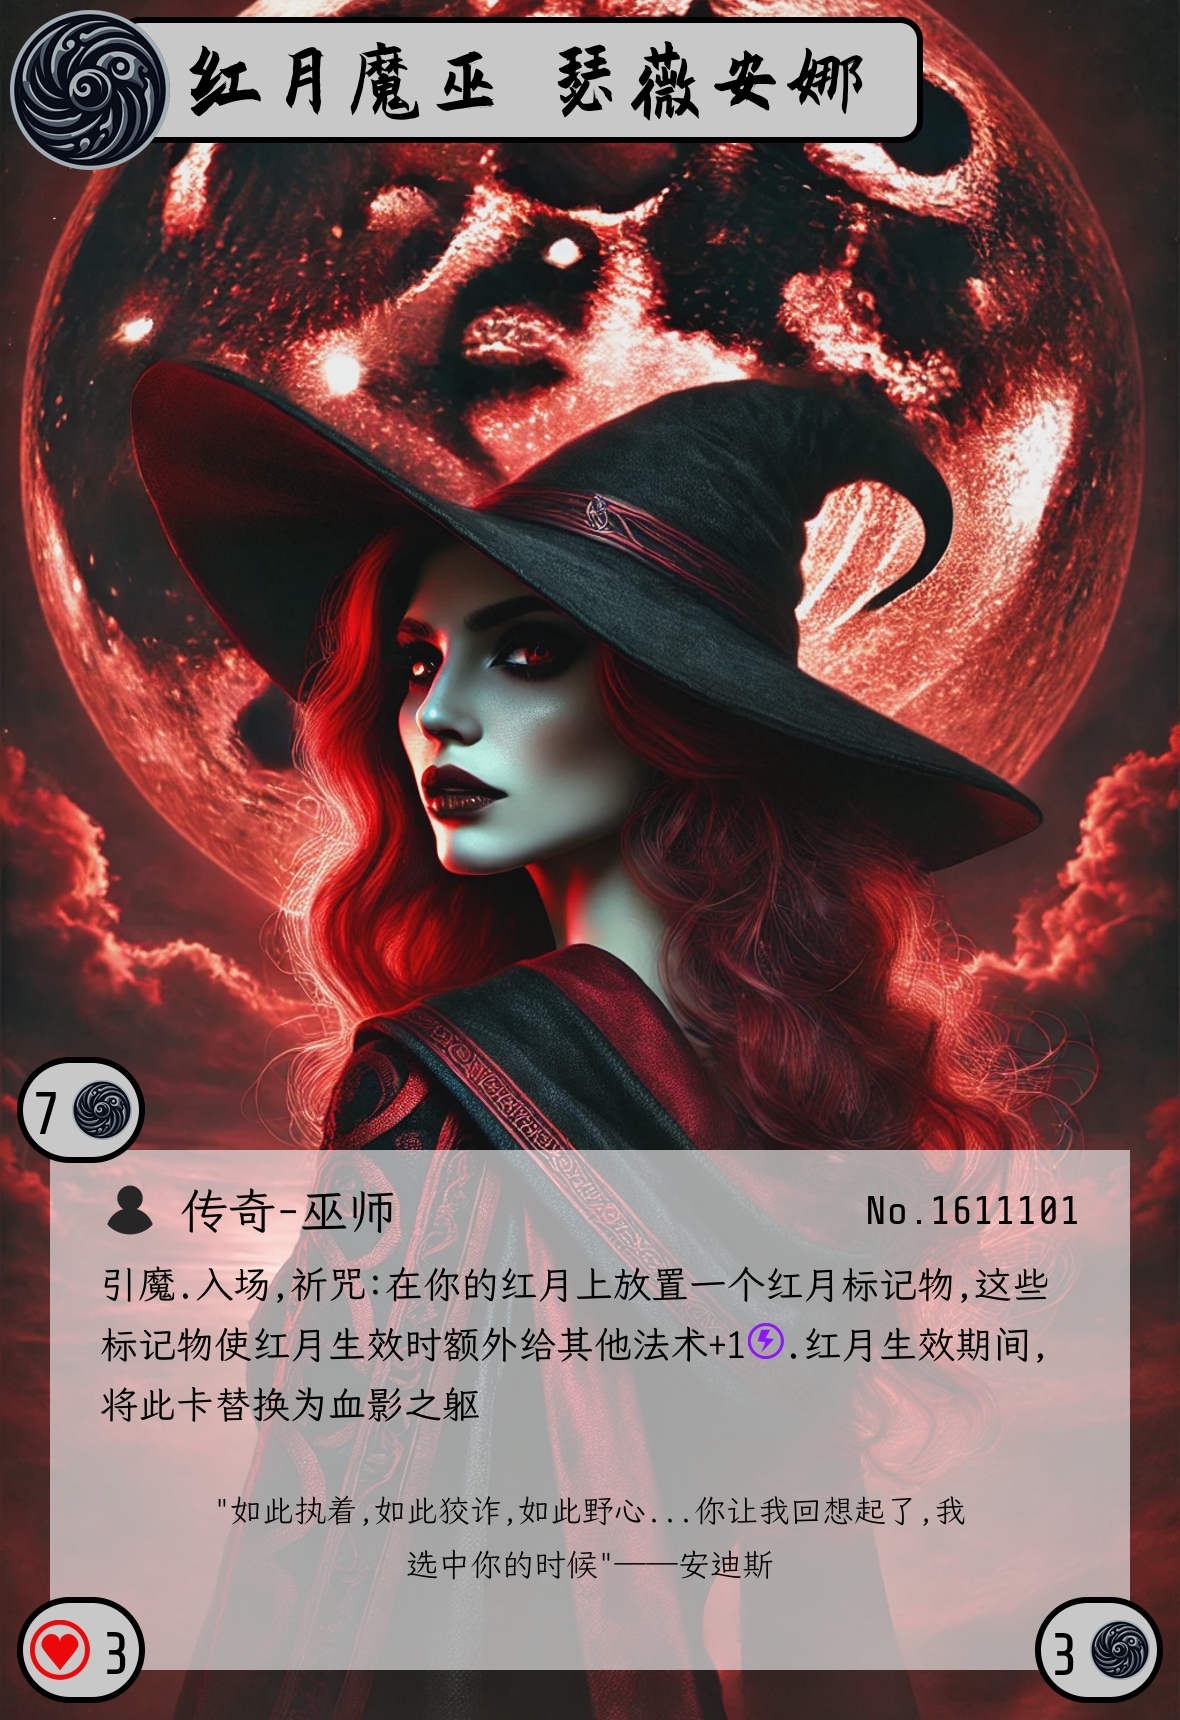 红月魔巫 瑟薇安娜
7
传奇-巫师
No.1611101
引魔.入场,祈咒:在你的红月上放置一个红月标记物,这些
标记物使红月生效时额外给其他法术+1.红月生效期间,
将此卡替换为血影之躯
"如此执着,如此狡诈,如此野心...你让我回想起了,我
选中你的时候"——安迪斯
3
3